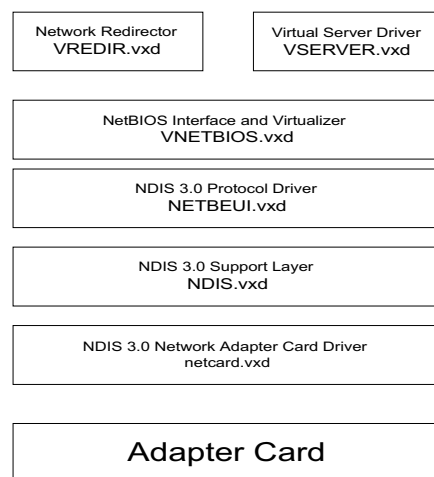 Network Redirector
VREDIR.vxd
Virtual Server Driver
VSERVER.vxd
NetBIOS Interface and Virtualizer
VNETBIOS.vxd
NDIS 3.0 Protocol Driver
NETBEUI.vxd
NDIS 3.0 Support Layer
NDIS.vxd
NDIS 3.0 Network Adapter Card Driver
netcard.vxd
Adapter Card